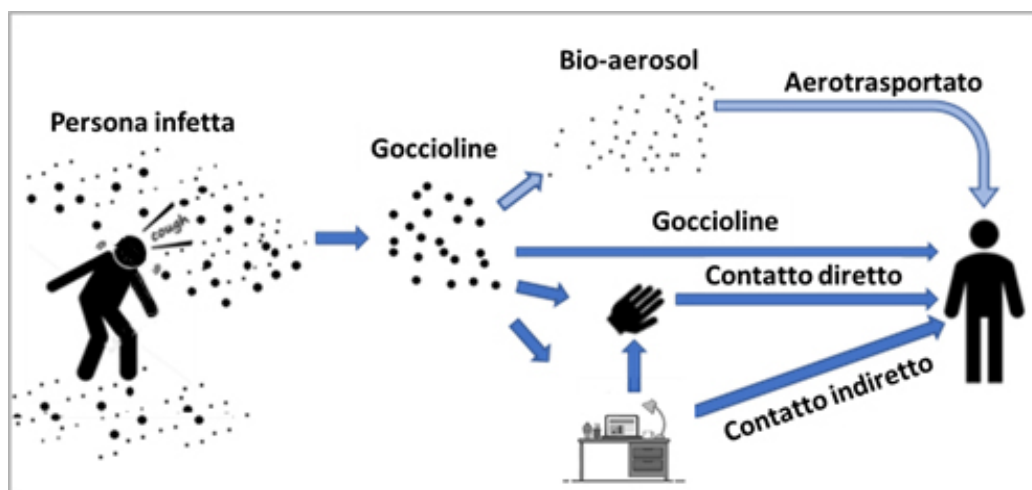 Bio-aerosol
Aerotrasportato
Persona infetta
Goccioline
cough
Goccioline
Contatto diretto
Contatto indiretto